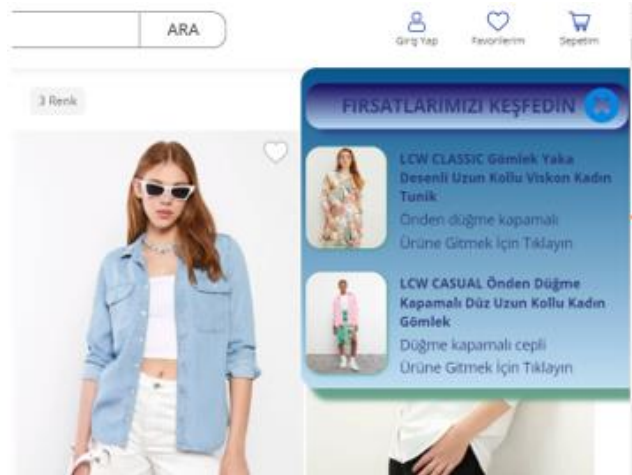 ARA
Giriş Yap
Favorilerim
Sepetim
3 Renk
FIRSATLARIMIZI KEŞFEDİN
LCW CLASSIC Gömlek Yaka
Desenli Uzun Kollu Viskon Kadın
Tunik
Önden düğme kapamalı
Ürüne Gitmek İçin Tıklayın
LCW CASUAL Önden Düğme
Kapamalı Düz Uzun Kollu Kadın
Gömlek
Düğme kapamalı cepli
Ürüne Gitmek İçin Tıklayın